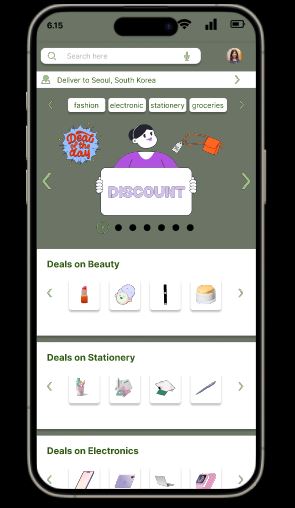 6.15
Search here
Deliver to Seoul, South Korea
fashion
electronic
stationery
groceries
Deal
of the
day
DISCOUNT
Deals on Beauty
Deals on Stationery
Deals on Electronics